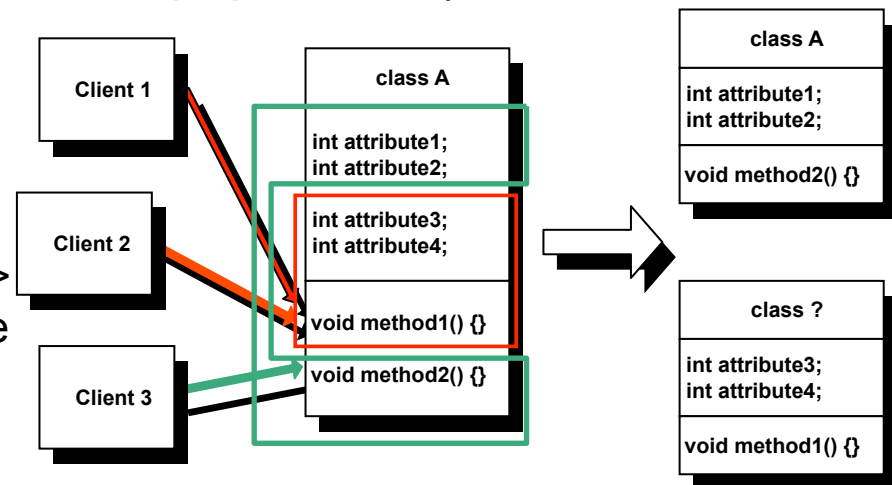 Client 1
Client 2
Client 3
class A
int attribute1;
int attribute2;
int attribute3;
int attribute4;
void method1() {}
void method2() {}
class A
int attribute1;
int attribute2;
void method2() {}
class ?
int attribute3;
int attribute4;
void method1() {}